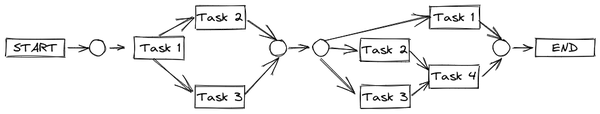 START
Task 1
Task 2
Task 3
Task 1
Task 2
Task 3
Task 4
END